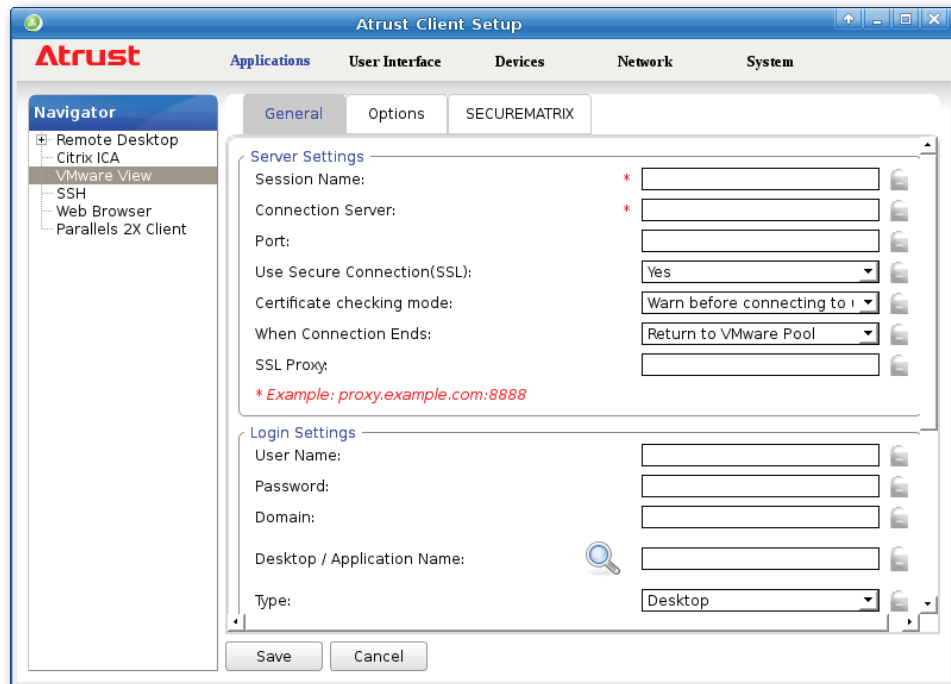 Atrust Client Setup
Atrust
Applications User Interface Devices Network System
Navigator
Remote Desktop
Citrix ICA
VMware View
SSH
Web Browser
Parallels 2X Client
General Options SECUREMATRIX
Server Settings
Session Name: *
Connection Server: *
Port:
Use Secure Connection(SSL): Yes
Certificate checking mode: Warn before connecting to
When Connection Ends: Return to VMware Pool
SSL Proxy:
* Example: proxy.example.com:8888
Login Settings
User Name:
Password:
Domain:
Desktop / Application Name:
Type: Desktop
Save Cancel